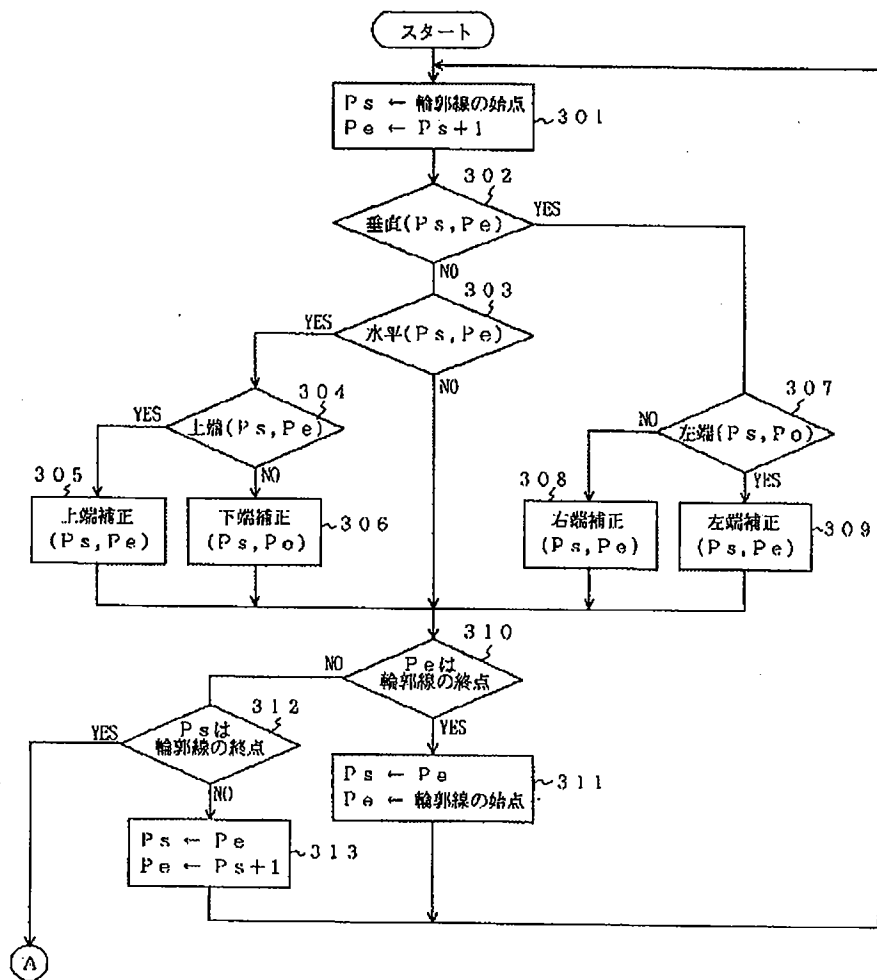 スタート
Ps ← 輪郭線の始点
Pe ← Ps+1
301
302
垂直(Ps,Pe)
YES
NO
303
水平(Ps,Pe)
YES
NO
304
上端(Ps,Pe)
YES
NO
305
上端補正
(Ps,Pe)
下端補正
(Ps,Po)
306
307
左端(Ps,Po)
NO
YES
308
右端補正
(Ps,Pe)
左端補正
(Ps,Pe)
309
310
Peは
輪郭線の終点
NO
YES
312
Psは
輪郭線の終点
YES
NO
Ps ← Pe
Pe ← 輪郭線の始点
311
Ps ← Pe
Pe ← Ps+1
313
A